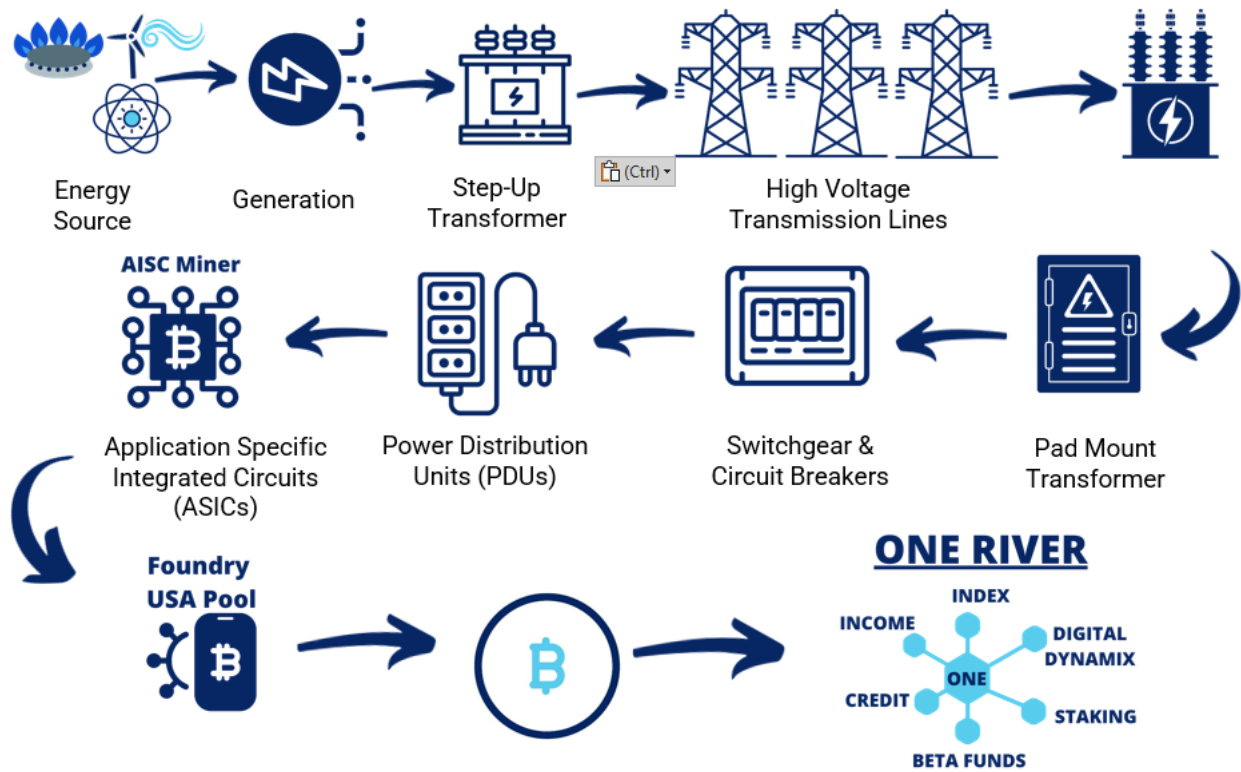 Energy
Source
Generation
Step-Up
Transformer
(Ctrl)
High Voltage
Transmission Lines
AISC Miner
Application Specific
Integrated Circuits
(ASICs)
Power Distribution
Units (PDUs)
Switchgear &
Circuit Breakers
Pad Mount
Transformer
Foundry
USA Pool
ONE RIVER
INDEX
INCOME
DIGITAL
DYNAMIX
ONE
CREDIT
STAKING
BETA FUNDS